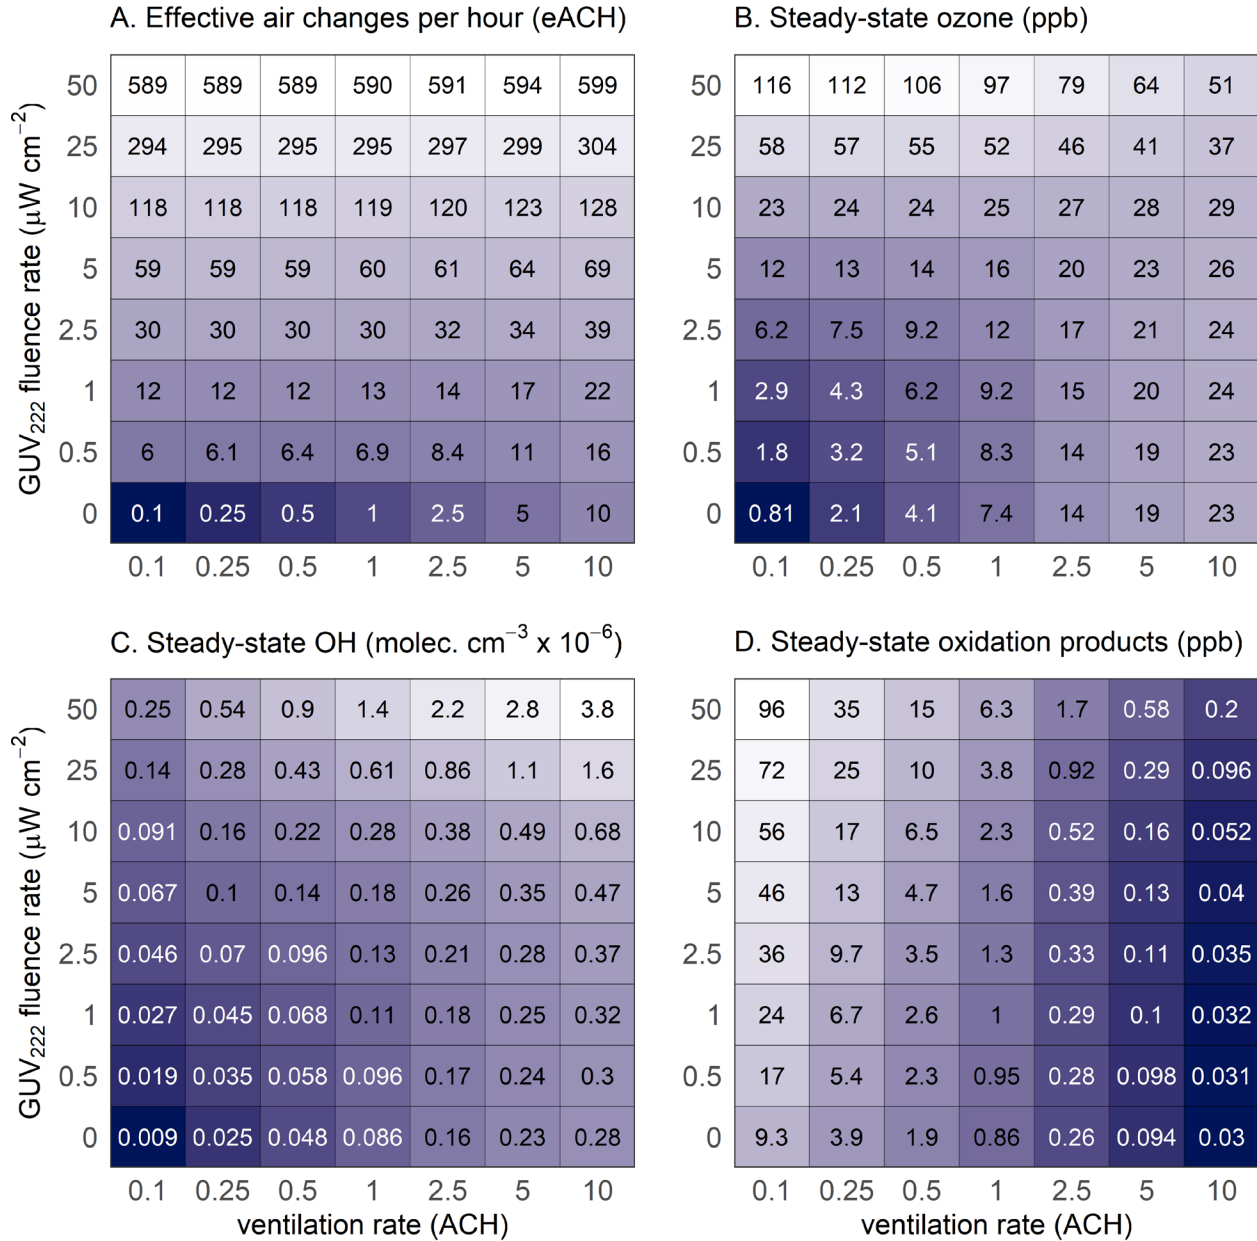 A. Effective air changes per hour (eACH)
GUV222 fluence rate (μW cm−2)
50 589 589 589 590 591 594 599
25 294 295 295 295 297 299 304
10 118 118 118 119 120 123 128
5 59 59 59 60 61 64 69
2.5 30 30 30 30 32 34 39
1 12 12 12 13 14 17 22
0.5 6 6.1 6.4 6.9 8.4 11 16
0 0.1 0.25 0.5 1 2.5 5 10
0.1 0.25 0.5 1 2.5 5 10
B. Steady-state ozone (ppb)
50 116 112 106 97 79 64 51
25 58 57 55 52 46 41 37
10 23 24 24 25 27 28 29
5 12 13 14 16 20 23 26
2.5 6.2 7.5 9.2 12 17 21 24
1 2.9 4.3 6.2 9.2 15 20 24
0.5 1.8 3.2 5.1 8.3 14 19 23
0 0.81 2.1 4.1 7.4 14 19 23
0.1 0.25 0.5 1 2.5 5 10
C. Steady-state OH (molec. cm−3 x 10−6)
GUV222 fluence rate (μW cm−2)
50 0.25 0.54 0.9 1.4 2.2 2.8 3.8
25 0.14 0.28 0.43 0.61 0.86 1.1 1.6
10 0.091 0.16 0.22 0.28 0.38 0.49 0.68
5 0.067 0.1 0.14 0.18 0.26 0.35 0.47
2.5 0.046 0.07 0.096 0.13 0.21 0.28 0.37
1 0.027 0.045 0.068 0.11 0.18 0.25 0.32
0.5 0.019 0.035 0.058 0.096 0.17 0.24 0.3
0 0.009 0.025 0.048 0.086 0.16 0.23 0.28
0.1 0.25 0.5 1 2.5 5 10
ventilation rate (ACH)
D. Steady-state oxidation products (ppb)
50 96 35 15 6.3 1.7 0.58 0.2
25 72 25 10 3.8 0.92 0.29 0.096
10 56 17 6.5 2.3 0.52 0.16 0.052
5 46 13 4.7 1.6 0.39 0.13 0.04
2.5 36 9.7 3.5 1.3 0.33 0.11 0.035
1 24 6.7 2.6 1 0.29 0.1 0.032
0.5 17 5.4 2.3 0.95 0.28 0.098 0.031
0 9.3 3.9 1.9 0.86 0.26 0.094 0.03
0.1 0.25 0.5 1 2.5 5 10
ventilation rate (ACH)